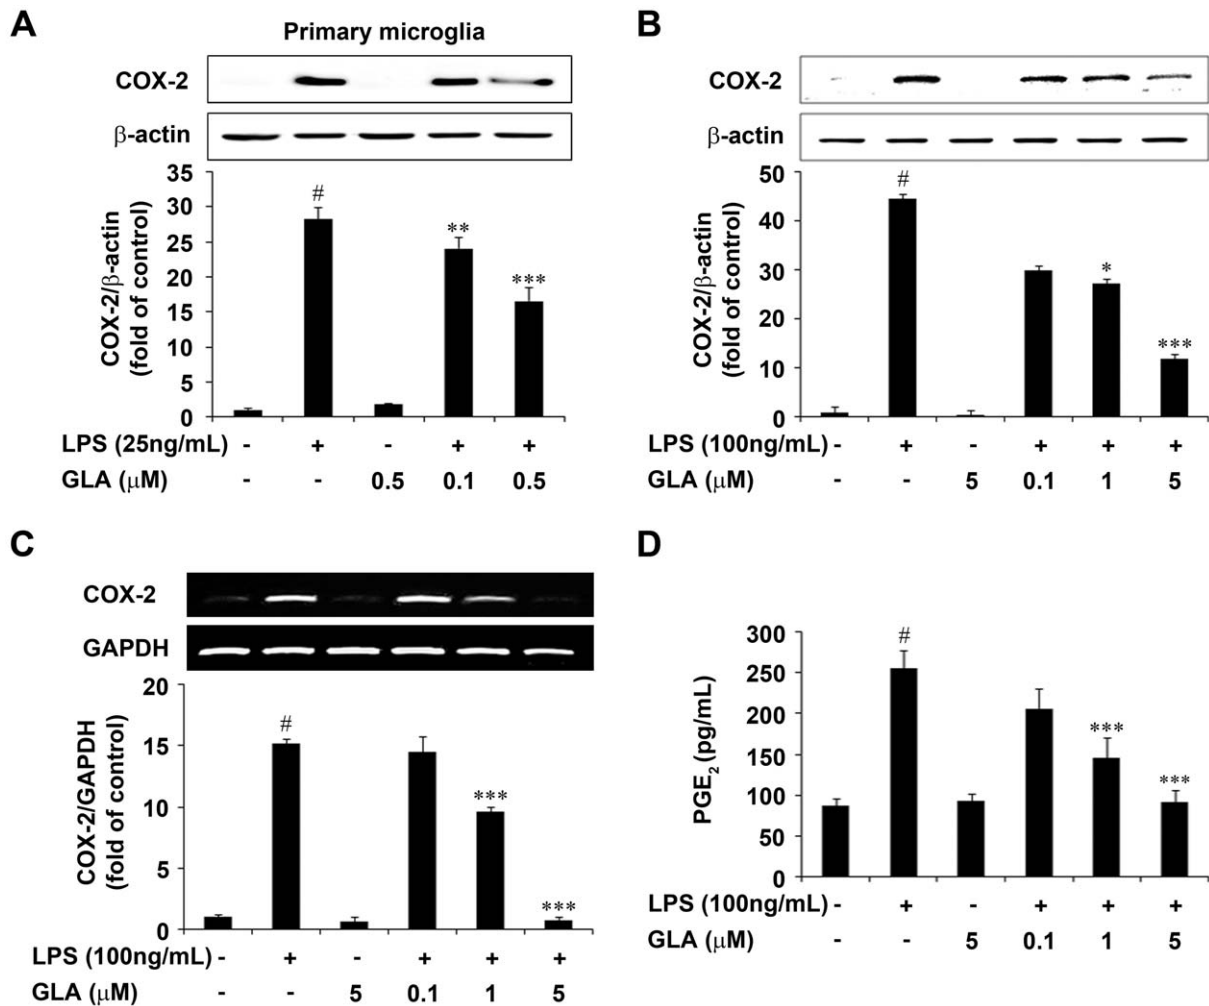 A
Primary microglia
COX-2
β-actin
35
30
25
20
15
10
5
0
COX-2/β-actin
(fold of control)
#
**
***
LPS (25ng/mL) - + - + +
GLA (μM) - - 0.5 0.1 0.5
B
COX-2
β-actin
50
40
30
20
10
0
COX-2/β-actin
(fold of control)
#
*
***
LPS (100ng/mL) - + - + + +
GLA (μM) - - 5 0.1 1 5
C
COX-2
GAPDH
20
15
10
5
0
COX-2/GAPDH
(fold of control)
#
***
***
LPS (100ng/mL) - + - + + +
GLA (μM) - - 5 0.1 1 5
D
300
250
200
150
100
50
0
PGE₂ (pg/mL)
#
***
***
LPS (100ng/mL) - + - + + +
GLA (μM) - - 5 0.1 1 5